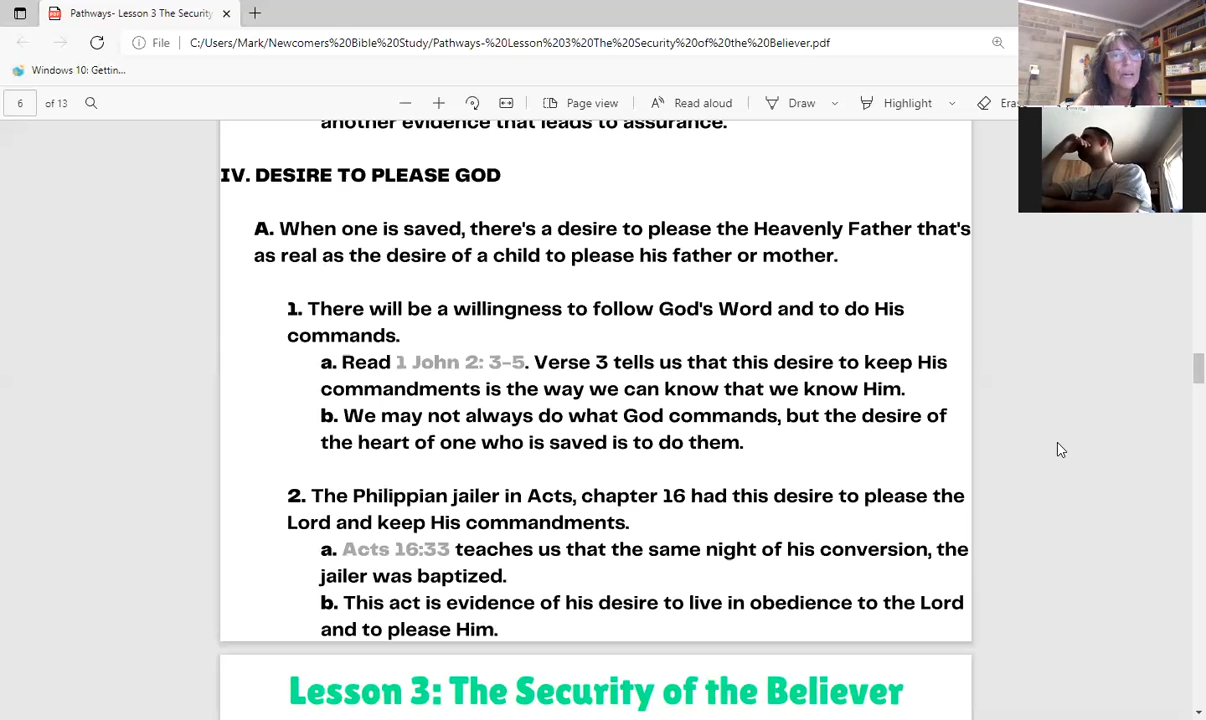 Pathways- Lesson 3 The Security
File
C:/Users/Mark/Newcomers%20Bible%20Study/Pathways-%20Lesson%203%20The%20Security%20of%20the%20Believer.pdf
Windows 10: Gettin...
6 of 13
Page view
Read aloud
Draw
Highlight
Eras
another evidence that leads to assurance.
IV. DESIRE TO PLEASE GOD
A. When one is saved, there's a desire to please the Heavenly Father that's
as real as the desire of a child to please his father or mother.
1. There will be a willingness to follow God's Word and to do His
commands.
a. Read 1 John 2: 3-5. Verse 3 tells us that this desire to keep His
commandments is the way we can know that we know Him.
b. We may not always do what God commands, but the desire of
the heart of one who is saved is to do them.
2. The Philippian jailer in Acts, chapter 16 had this desire to please the
Lord and keep His commandments.
a. Acts 16:33 teaches us that the same night of his conversion, the
jailer was baptized.
b. This act is evidence of his desire to live in obedience to the Lord
and to please Him.
Lesson 3: The Security of the Believer